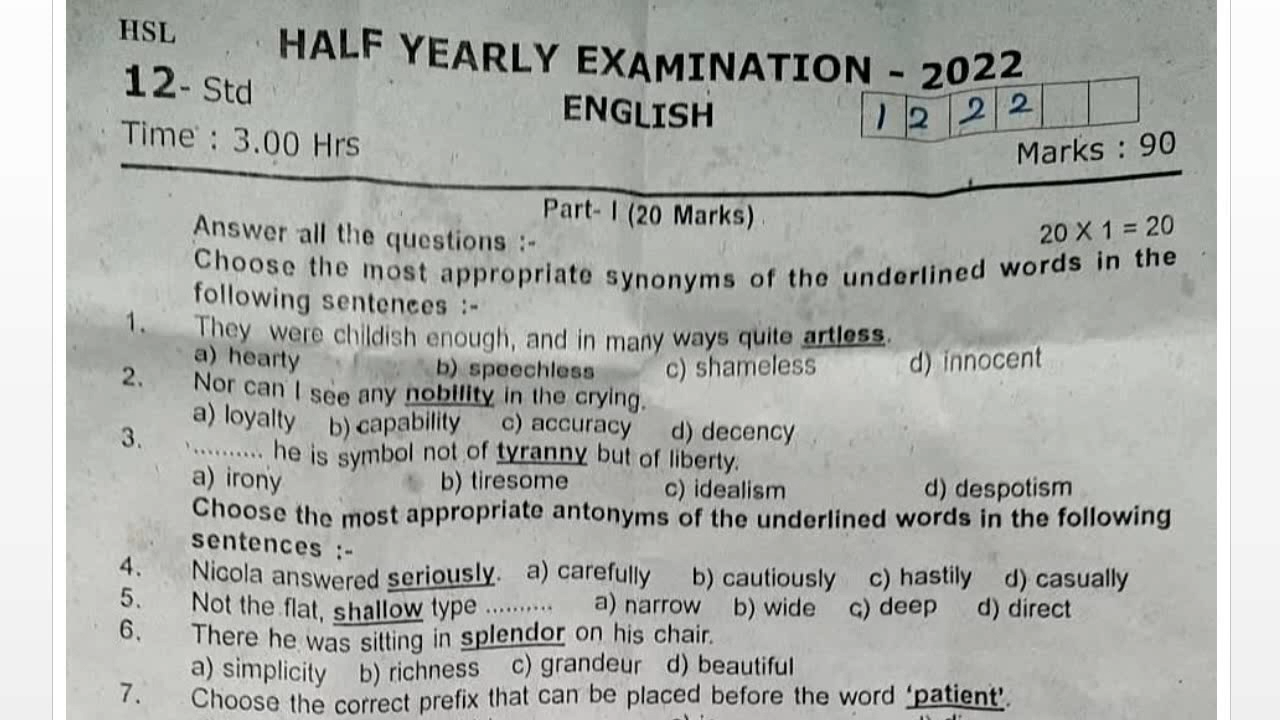 HSL
HALF YEARLY EXAMINATION - 2022
12- Std
ENGLISH
1 2 2 2
Time : 3.00 Hrs
Marks : 90
Part- I (20 Marks)
Answer all the questions :-
20 X 1 = 20
Choose the most appropriate synonyms of the underlined words in the
following sentences :-
1. They were childish enough, and in many ways quite artless.
a) hearty b) speechless c) shameless d) innocent
2. Nor can I see any nobility in the crying.
a) loyalty b) capability c) accuracy d) decency
3. .......... he is symbol not of tyranny but of liberty.
a) irony b) tiresome c) idealism d) despotism
Choose the most appropriate antonyms of the underlined words in the following
sentences :-
4. Nicola answered seriously. a) carefully b) cautiously c) hastily d) casually
5. Not the flat, shallow type .......... a) narrow b) wide c) deep d) direct
6. There he was sitting in splendor on his chair.
a) simplicity b) richness c) grandeur d) beautiful
7. Choose the correct prefix that can be placed before the word 'patient'.